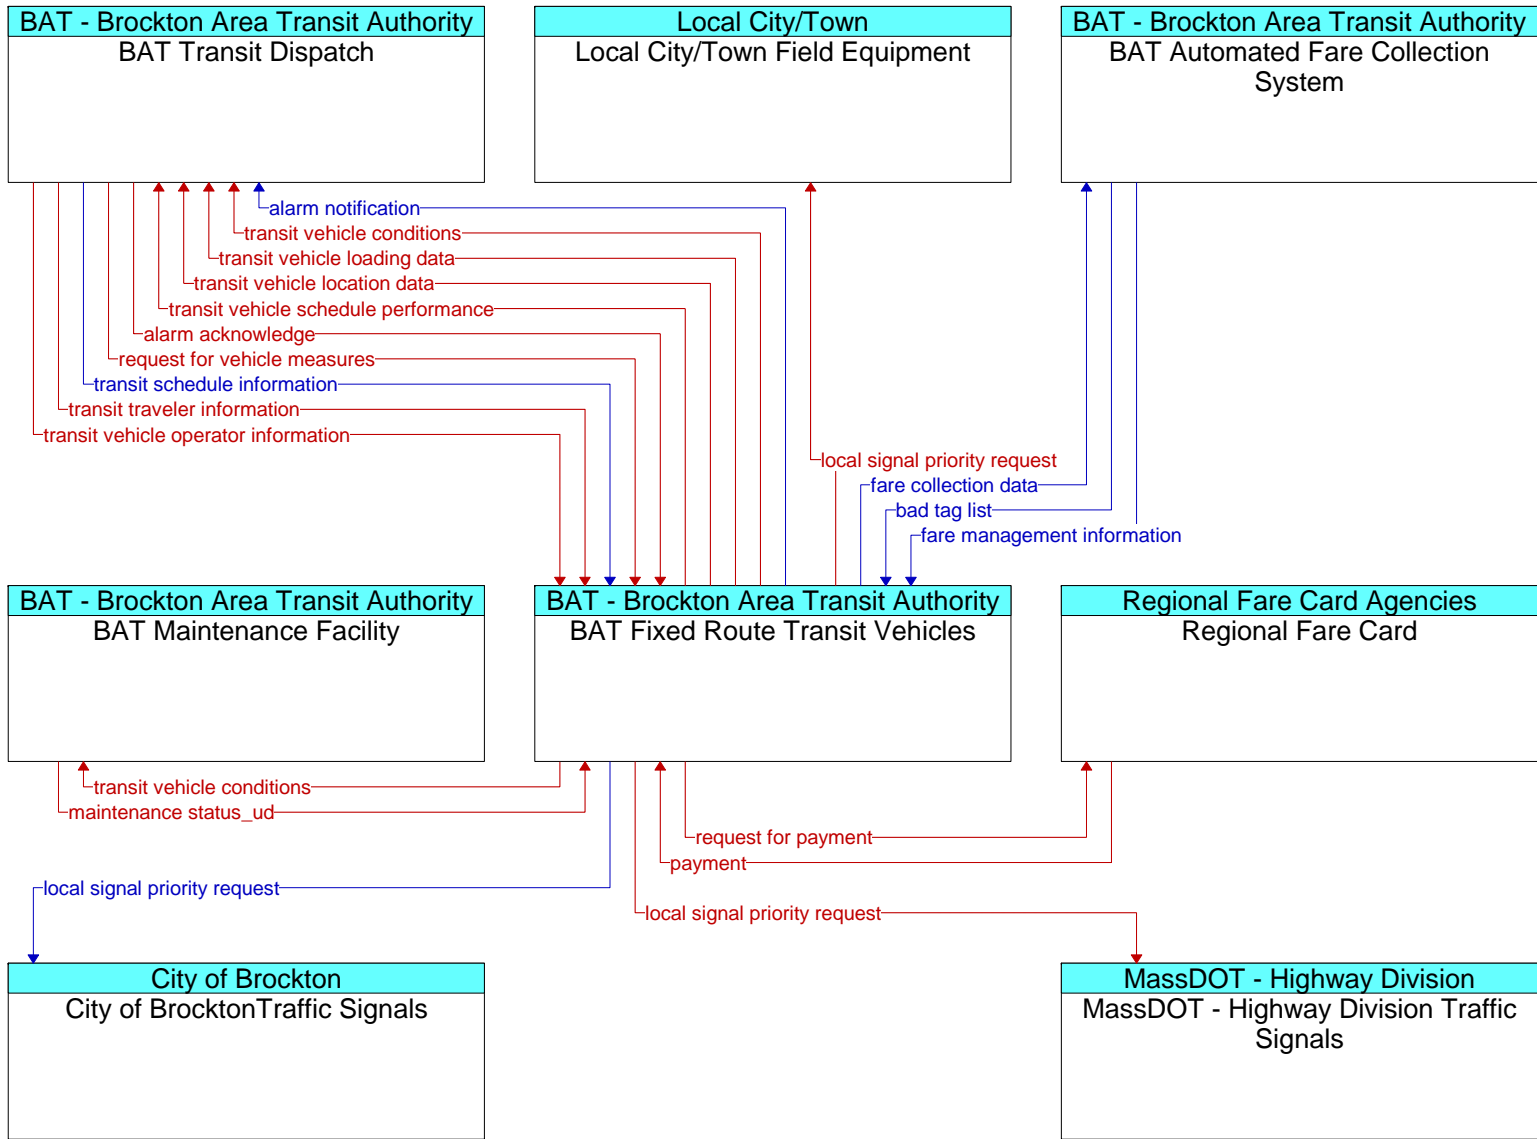 BAT - Brockton Area Transit Authority
BAT Transit Dispatch
Local City/Town
Local City/Town Field Equipment
BAT - Brockton Area Transit Authority
BAT Automated Fare Collection
System
alarm notification
transit vehicle conditions
transit vehicle loading data
transit vehicle location data
transit vehicle schedule performance
alarm acknowledge
request for vehicle measures
transit schedule information
transit traveler information
transit vehicle operator information
local signal priority request
fare collection data
bad tag list
fare management information
BAT - Brockton Area Transit Authority
BAT Maintenance Facility
BAT - Brockton Area Transit Authority
BAT Fixed Route Transit Vehicles
Regional Fare Card Agencies
Regional Fare Card
transit vehicle conditions
maintenance status_ud
request for payment
payment
local signal priority request
local signal priority request
City of Brockton
City of BrocktonTraffic Signals
MassDOT - Highway Division
MassDOT - Highway Division Traffic
Signals